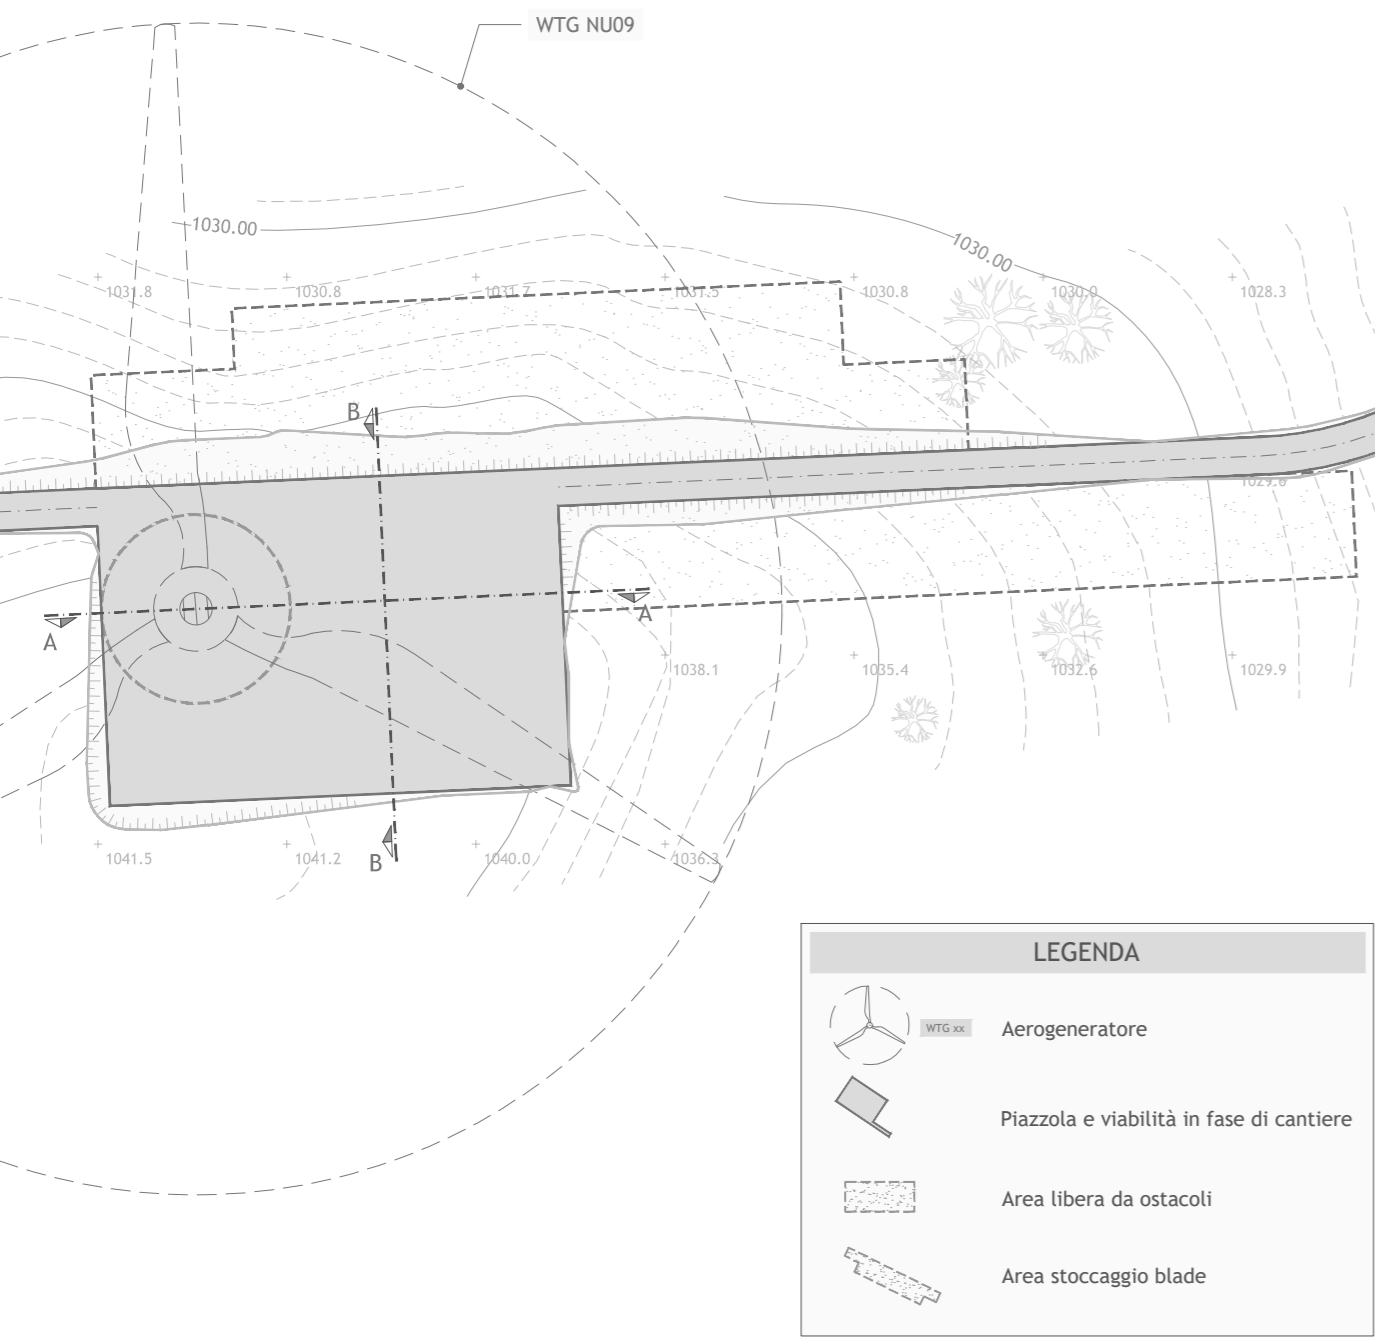 WTG NU09
1030.00
1030.00
1031.8
1030.8
1031.7
1031.5
1030.8
1030.0
1028.3
B
1029.6
A
A
1038.1
1035.4
1032.6
1029.9
B
1041.5
1041.2
1040.0
1036.3
LEGENDA
WTG xx
Aerogeneratore
Piazzola e viabilità in fase di cantiere
Area libera da ostacoli
Area stoccaggio blade